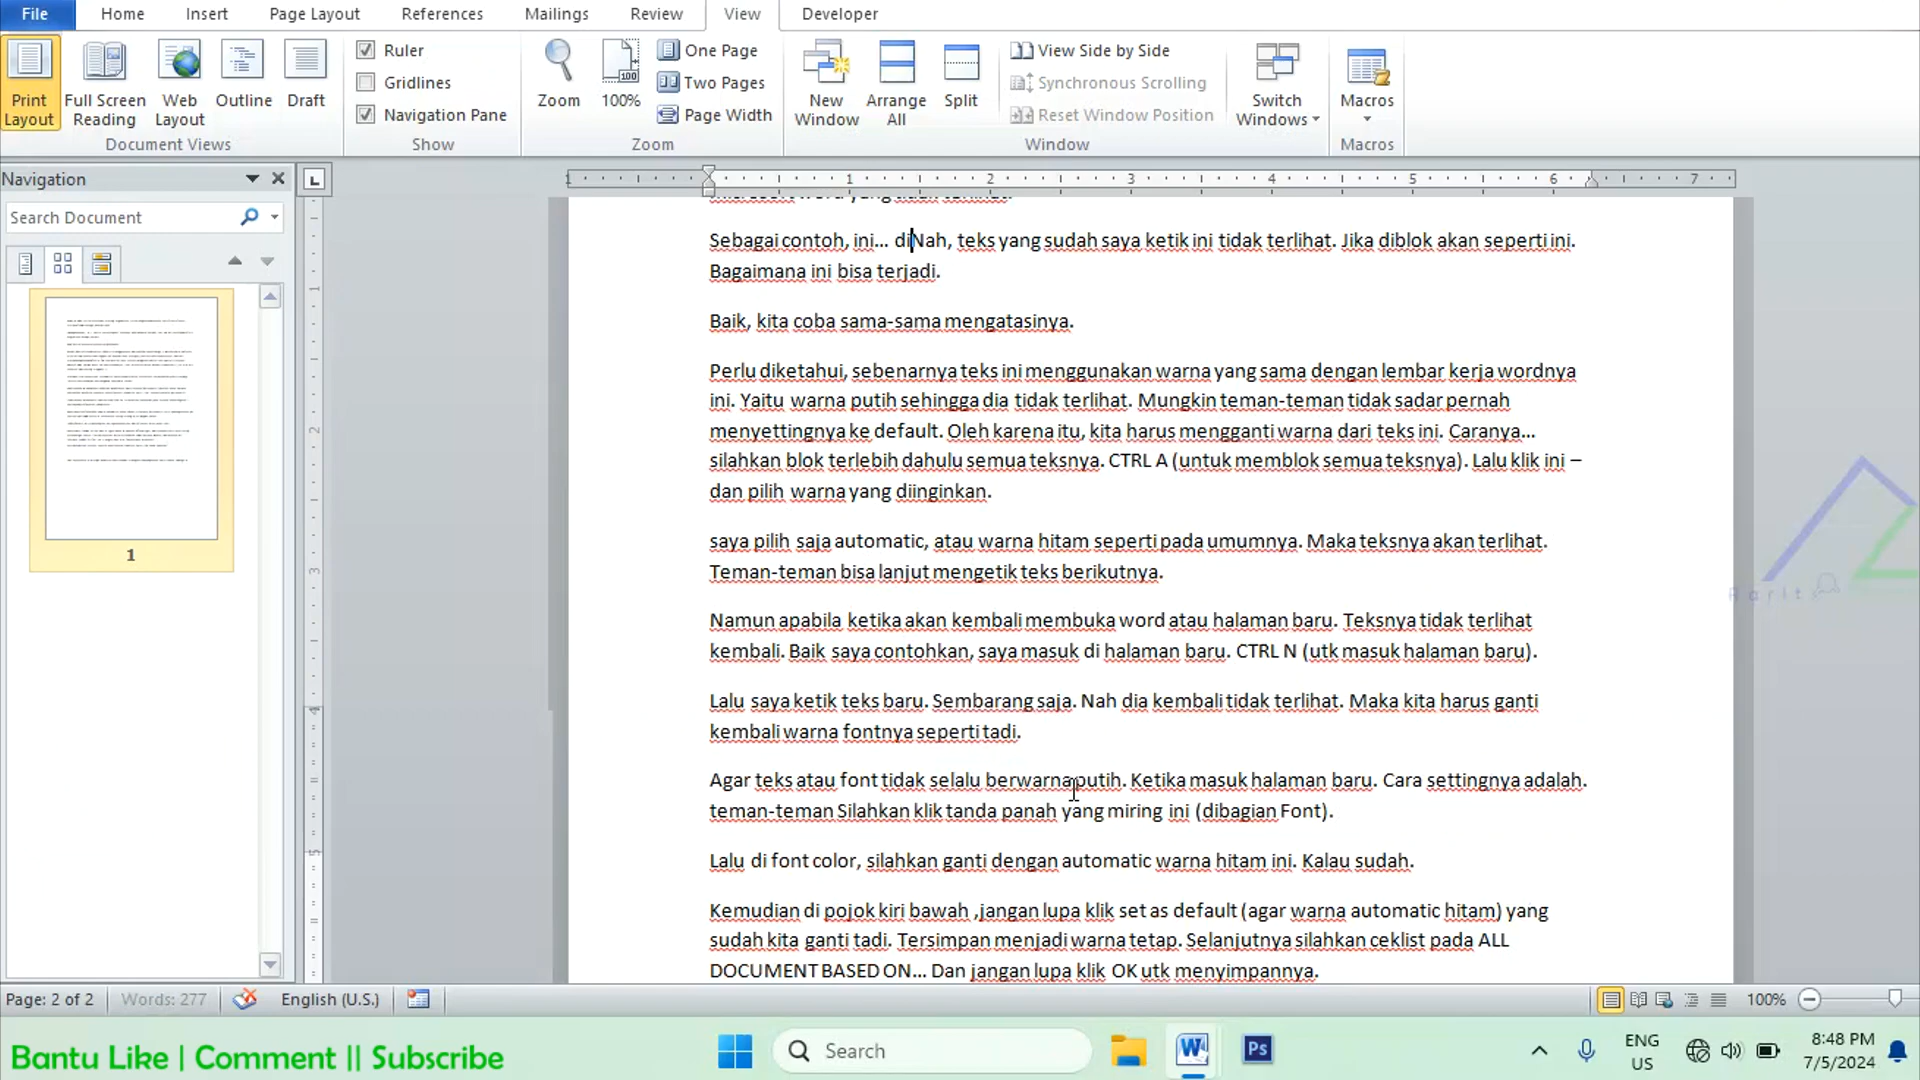 File Home Insert Page Layout References Mailings Review View Developer
Print Layout
Full Screen Reading
Web Layout
Outline
Draft
Document Views
Ruler
Gridlines
Navigation Pane
Show
Zoom
100%
One Page
Two Pages
Page Width
Zoom
New Window
Arrange All
Split
View Side by Side
Synchronous Scrolling
Reset Window Position
Window
Switch Windows
Macros
Macros
Navigation
Search Document
1
1 1 2 3 4 5 6 7
Sebagai contoh, ini... diNah, teks yang sudah saya ketik ini tidak terlihat. Jika diblok akan seperti ini.
Bagaimana ini bisa terjadi.
Baik, kita coba sama-sama mengatasinya.
Perlu diketahui, sebenarnya teks ini menggunakan warna yang sama dengan lembar kerja wordnya
ini. Yaitu warna putih sehingga dia tidak terlihat. Mungkin teman-teman tidak sadar pernah
menyettingnya ke default. Oleh karena itu, kita harus mengganti warna dari teks ini. Caranya...
silahkan blok terlebih dahulu semua teksnya. CTRL A (untuk memblok semua teksnya). Lalu klik ini –
dan pilih warna yang diinginkan.
saya pilih saja automatic, atau warna hitam seperti pada umumnya. Maka teksnya akan terlihat.
Teman-teman bisa lanjut mengetik teks berikutnya.
Namun apabila ketika akan kembali membuka word atau halaman baru. Teksnya tidak terlihat
kembali. Baik saya contohkan, saya masuk di halaman baru. CTRL N (utk masuk halaman baru).
Lalu saya ketik teks baru. Sembarang saja. Nah dia kembali tidak terlihat. Maka kita harus ganti
kembali warna fontnya seperti tadi.
Agar teks atau font tidak selalu berwarna putih. Ketika masuk halaman baru. Cara settingnya adalah.
teman-teman Silahkan klik tanda panah yang miring ini (dibagian Font).
Lalu di font color, silahkan ganti dengan automatic warna hitam ini. Kalau sudah.
Kemudian di pojok kiri bawah ,jangan lupa klik set as default (agar warna automatic hitam) yang
sudah kita ganti tadi. Tersimpan menjadi warna tetap. Selanjutnya silahkan ceklist pada ALL
DOCUMENT BASED ON... Dan jangan lupa klik OK utk menyimpannya.
Page: 2 of 2 Words: 277 English (U.S.) 100%
Bantu Like | Comment || Subscribe
Search
ENG
US
8:48 PM
7/5/2024